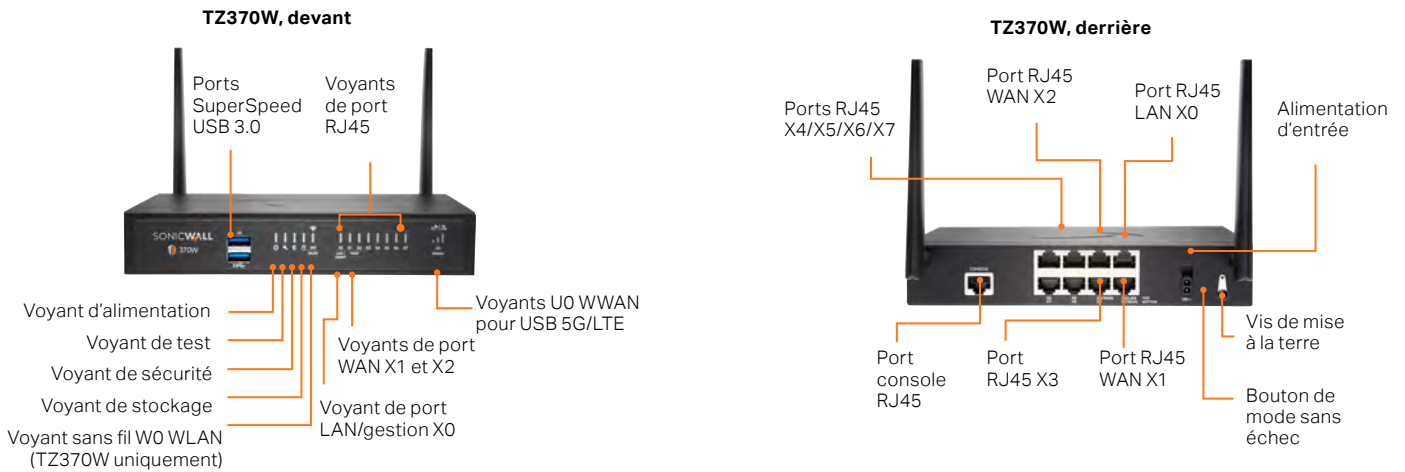 TZ370W, devant
Ports
SuperSpeed
USB 3.0
Voyants
de port
RJ45
SONICWALL
370W
Voyant d'alimentation
Voyant de test
Voyant de sécurité
Voyant de stockage
Voyant sans fil W0 WLAN
(TZ370W uniquement)
Voyant de port
LAN/gestion X0
Voyants de port
WAN X1 et X2
Voyants U0 WWAN
pour USB 5G/LTE
TZ370W, derrière
Ports RJ45
X4/X5/X6/X7
Port RJ45
WAN X2
Port RJ45
LAN X0
Alimentation
d'entrée
CONSOLE
Port
console
RJ45
Port
RJ45 X3
Port RJ45
WAN X1
Vis de mise
à la terre
Bouton de
mode sans
échec